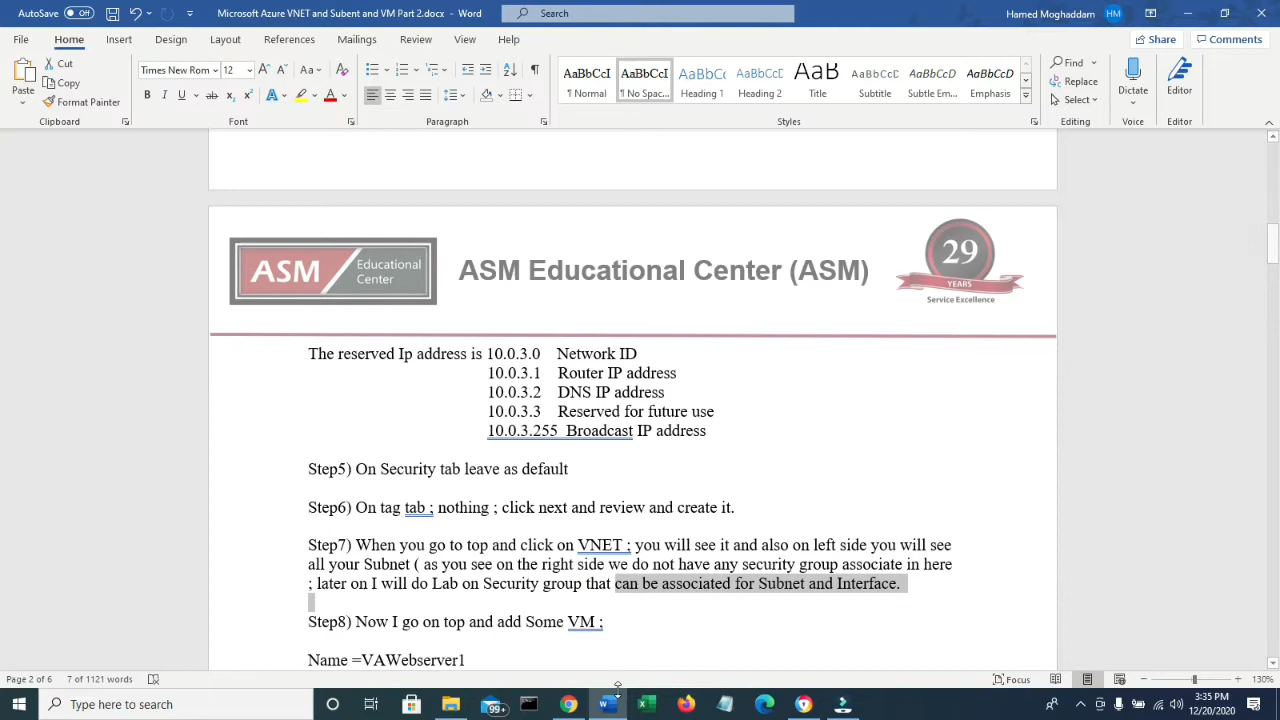 AutoSave Off
Microsoft Azure VNET and Subnet and VM Part2.docx - Word
Search
Hamed Moghaddam HM
File Home Insert Design Layout References Mailings Review View Help
Share Comments
Paste Cut Copy Format Painter
Times New Rom 12
AaBbCcI AaBbCcI AaBbCc AaBbCcD AaB AaBbCcD AaBbCcD AaBbCcD
¶ Normal ¶ No Spac... Heading 1 Heading 2 Title Subtitle Subtle Em... Emphasis
Find Replace Select Dictate Editor
Clipboard Font Paragraph Styles Editing Voice Editor
ASM Educational Center
ASM Educational Center (ASM)
29 YEARS
Service Excellence
The reserved Ip address is 10.0.3.0 Network ID
10.0.3.1 Router IP address
10.0.3.2 DNS IP address
10.0.3.3 Reserved for future use
10.0.3.255 Broadcast IP address
Step5) On Security tab leave as default
Step6) On tag tab ; nothing ; click next and review and create it.
Step7) When you go to top and click on VNET ; you will see it and also on left side you will see
all your Subnet ( as you see on the right side we do not have any security group associate in here
; later on I will do Lab on Security group that can be associated for Subnet and Interface.
Step8) Now I go on top and add Some VM ;
Name =VAWebserver1
Page 2 of 6 7 of 1121 words
Focus 130%
Type here to search
99+
3:35 PM
12/20/2020